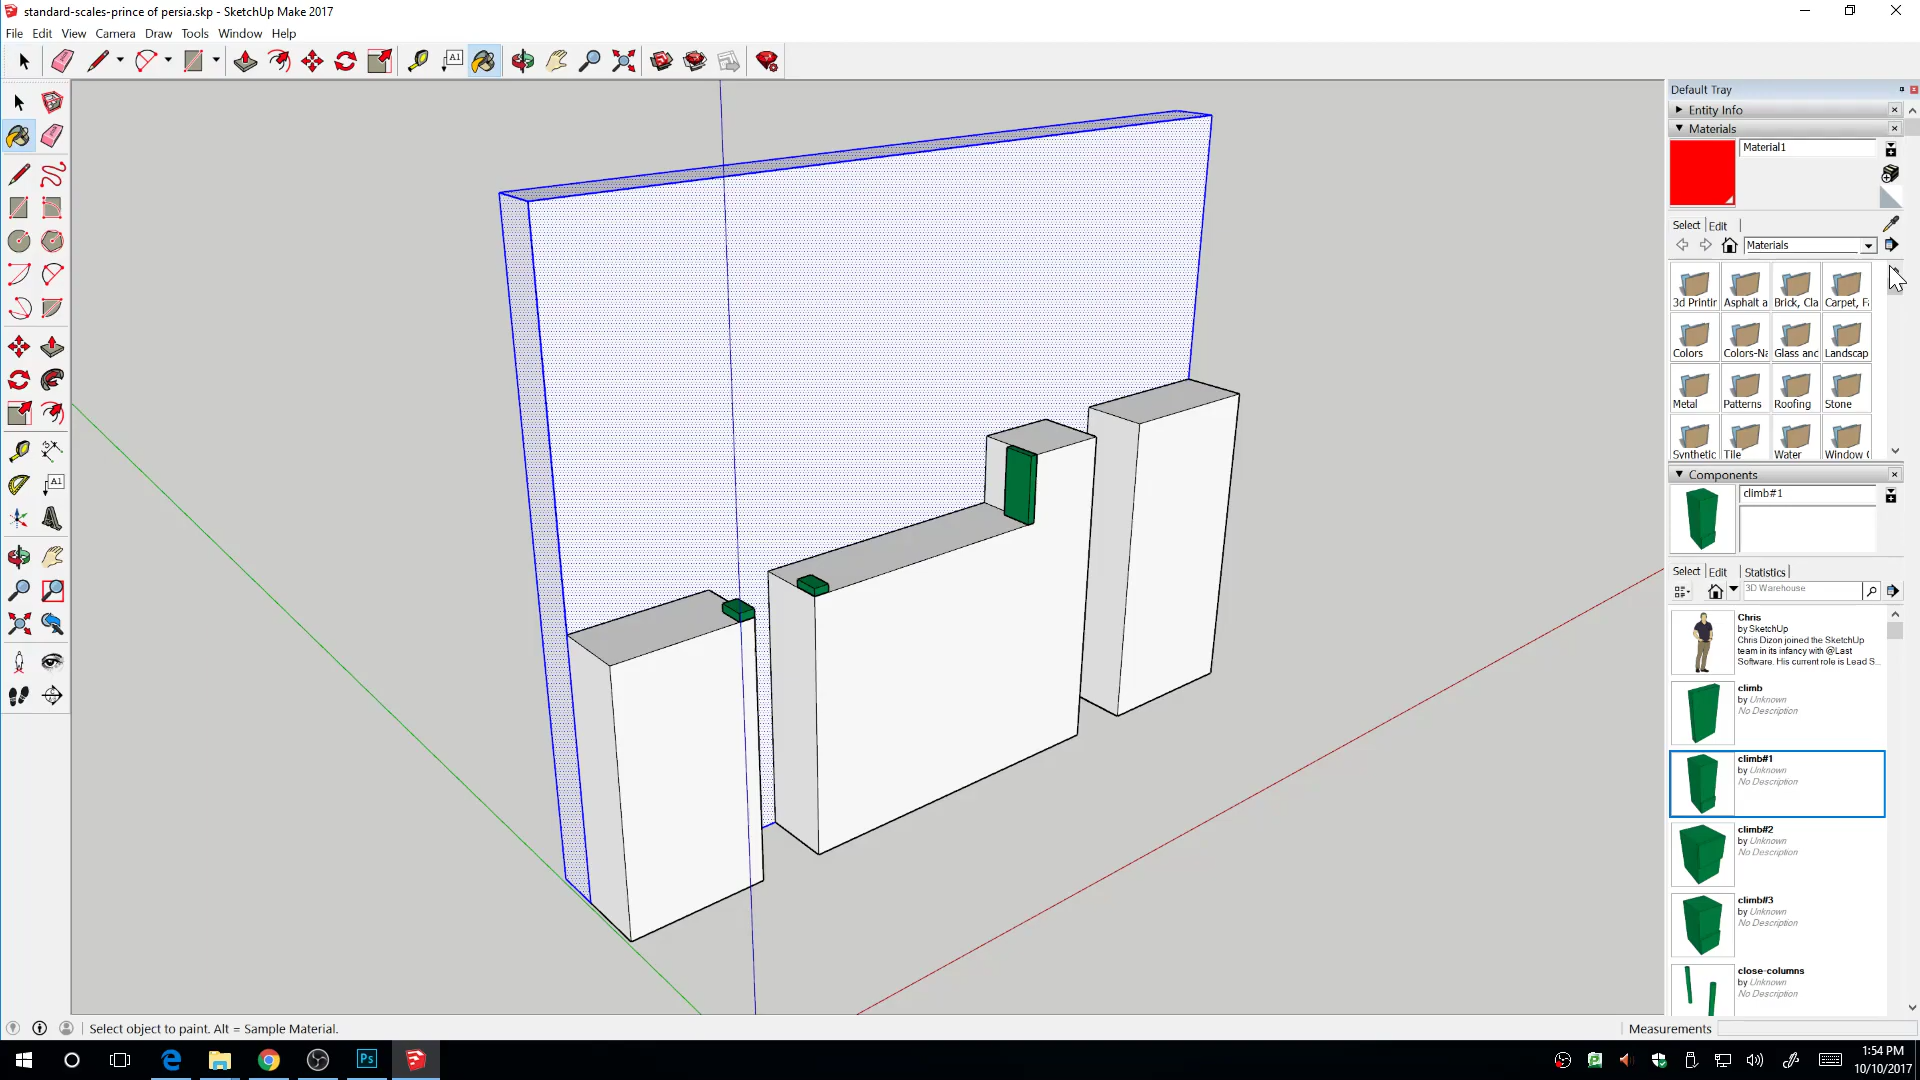 standard-scales-prince of persia.skp - SketchUp Make 2017
File Edit View Camera Draw Tools Window Help
A1
Default Tray
Entity Info
Materials
Material1
Select Edit
Materials
3d Printin Asphalt a Brick, Cla Carpet, Fa
Colors Colors-Na Glass and Landscap
Metal Patterns Roofing Stone
Synthetic Tile Water Window C
Components
climb#1
Select Edit Statistics
3D Warehouse
Chris
by SketchUp
Chris Dizon joined the SketchUp
team in its infancy with @Last
Software. His current role is Lead S...
climb
by Unknown
No Description
climb#1
by Unknown
No Description
climb#2
by Unknown
No Description
climb#3
by Unknown
No Description
close-columns
by Unknown
No Description
A1
Select object to paint. Alt = Sample Material.
Measurements
Ps
1:54 PM
10/10/2017